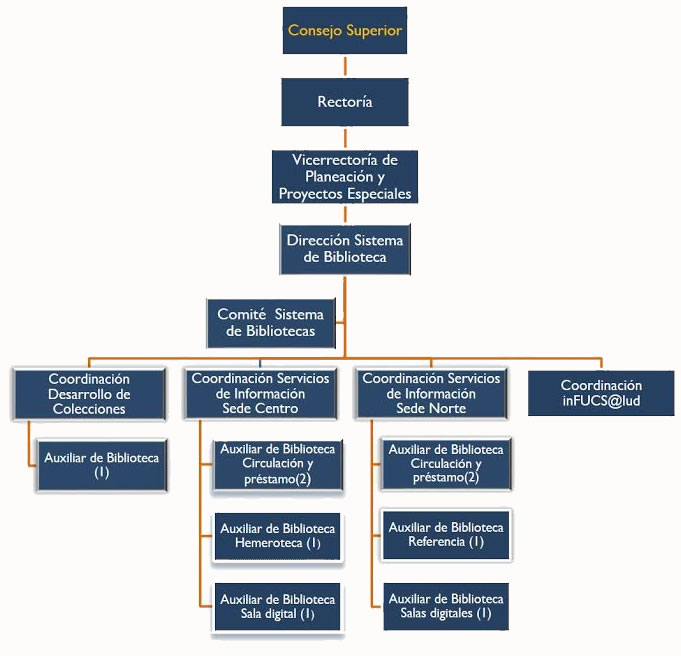 Consejo Superior
Rectoría
Vicerrectoría de
Planeación y
Proyectos Especiales
Dirección Sistema
de Biblioteca
Comité Sistema
de Bibliotecas
Coordinación
Desarrollo de
Colecciones
Auxiliar de Biblioteca
(1)
Coordinación Servicios
de Información
Sede Centro
Auxiliar de Biblioteca
Circulación y
préstamo(2)
Auxiliar de Biblioteca
Hemeroteca (1)
Auxiliar de Biblioteca
Sala digital (1)
Coordinación Servicios
de Información
Sede Norte
Auxiliar de Biblioteca
Circulación y
préstamo(2)
Auxiliar de Biblioteca
Referencia (1)
Auxiliar de Biblioteca
Salas digitales (1)
Coordinación
inFUCS@lud